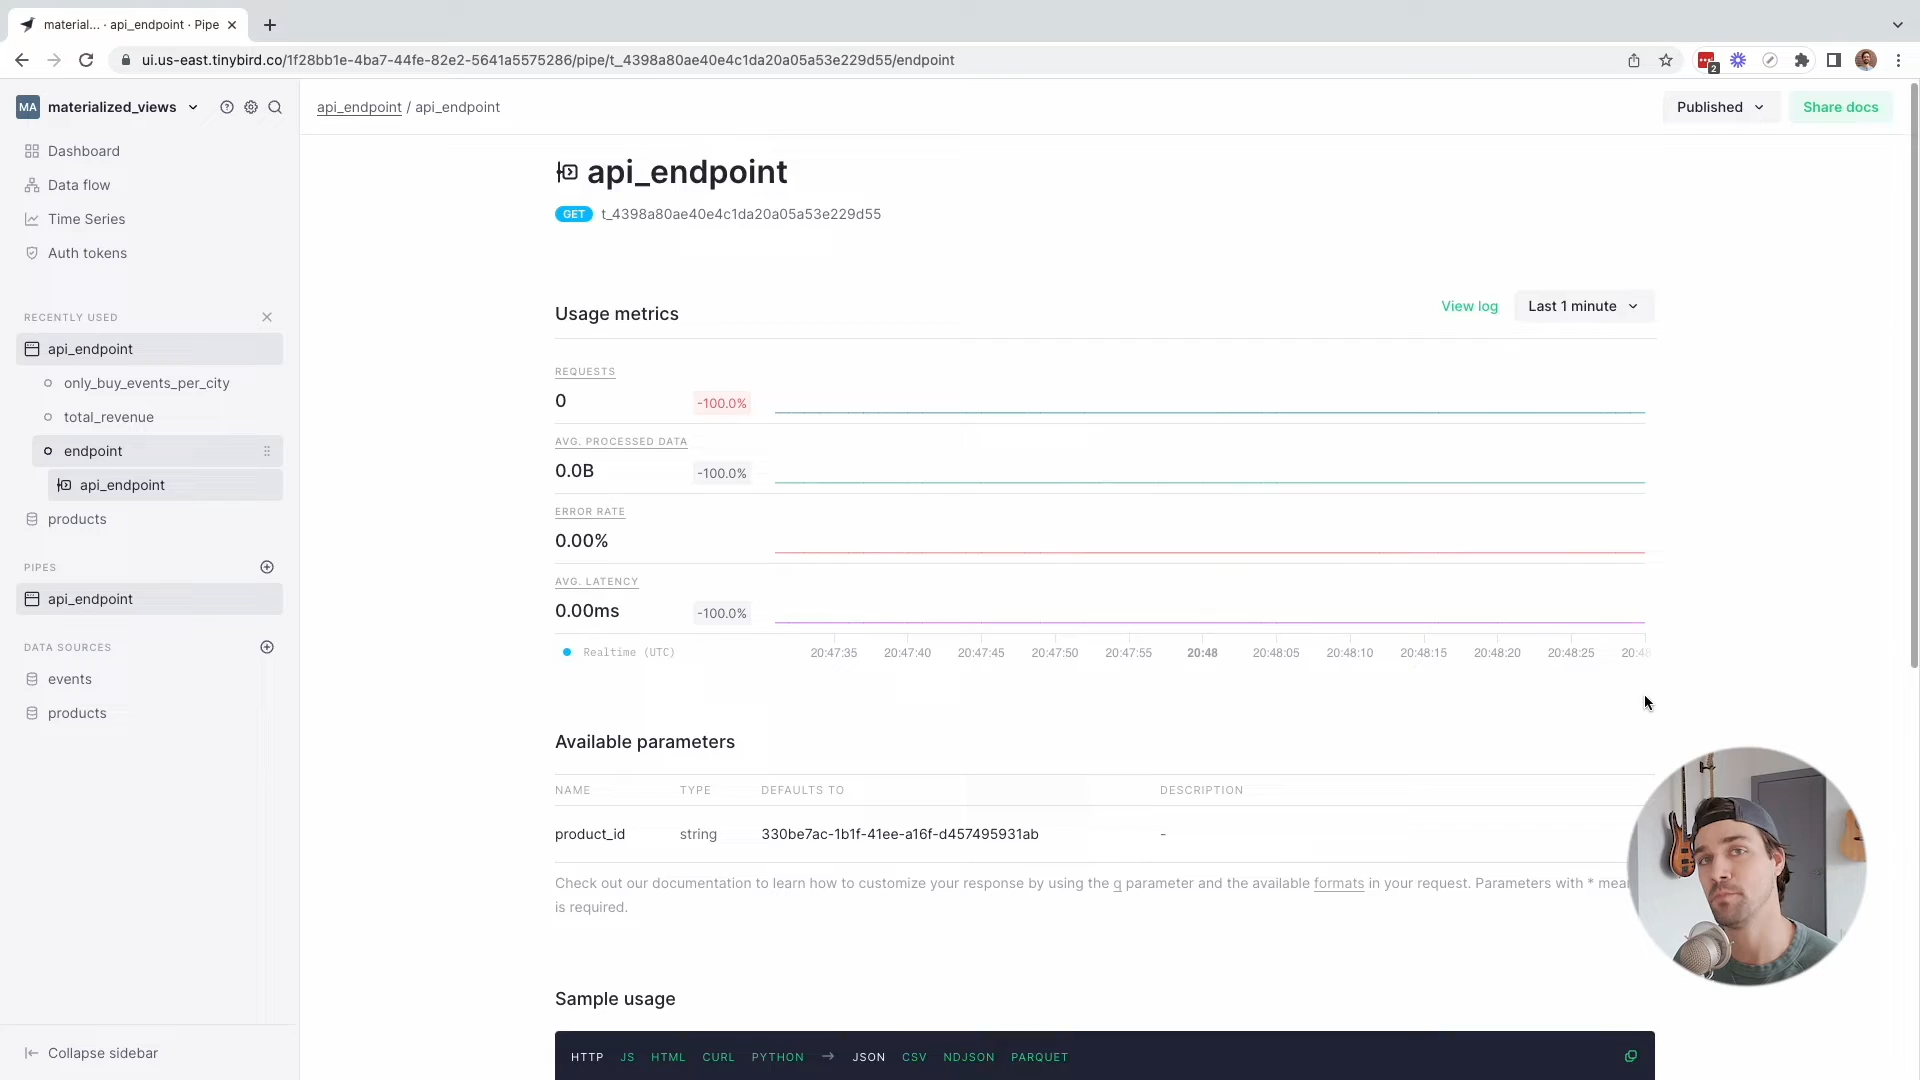 material... · api_endpoint · Pipe
ui.us-east.tinybird.co/1f28bb1e-4ba7-44fe-82e2-5641a5575286/pipe/t_4398a80ae40e4c1da20a05a53e229d55/endpoint
2
MA materialized_views
api_endpoint / api_endpoint
Published
Share docs
Dashboard
Data flow
Time Series
Auth tokens
RECENTLY USED
api_endpoint
only_buy_events_per_city
total_revenue
endpoint
api_endpoint
products
PIPES
api_endpoint
DATA SOURCES
events
products
Collapse sidebar
api_endpoint
GET t_4398a80ae40e4c1da20a05a53e229d55
Usage metrics
View log
Last 1 minute
REQUESTS
0 -100.0%
AVG. PROCESSED DATA
0.0B -100.0%
ERROR RATE
0.00%
AVG. LATENCY
0.00ms -100.0%
Realtime (UTC) 20:47:35 20:47:40 20:47:45 20:47:50 20:47:55 20:48 20:48:05 20:48:10 20:48:15 20:48:20 20:48:25 20:48
Available parameters
NAME TYPE DEFAULTS TO DESCRIPTION
product_id string 330be7ac-1b1f-41ee-a16f-d457495931ab -
Check out our documentation to learn how to customize your response by using the q parameter and the available formats in your request. Parameters with * mean
is required.
Sample usage
HTTP JS HTML CURL PYTHON → JSON CSV NDJSON PARQUET